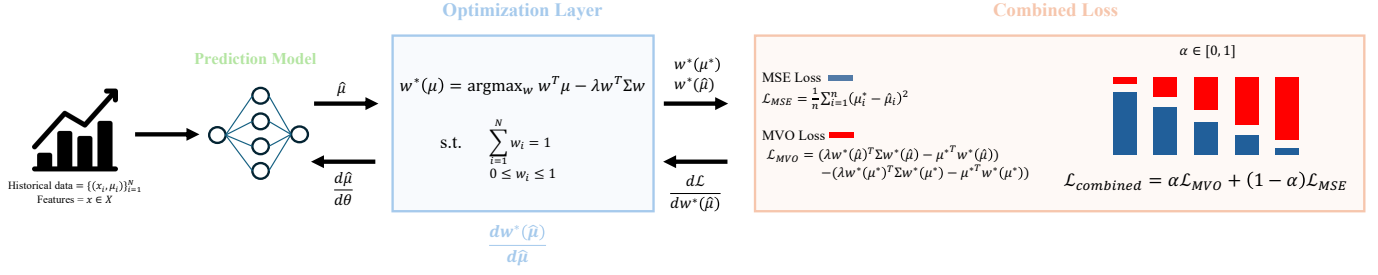 Optimization Layer
Combined Loss
Prediction Model
Historical data = {(x_i, μ_i)}_{i=1}^N
Features = x ∈ X
μ̂
dμ̂/dθ
w*(μ) = argmax_w w^T μ − λw^T Σw
s.t. ∑_{i=1}^N w_i = 1
0 ≤ w_i ≤ 1
dw*(μ̂)/dμ̂
w*(μ*)
w*(μ̂)
dℒ/dw*(μ̂)
MSE Loss
ℒ_MSE = 1/n ∑_{i=1}^n (μ_i* − μ̂_i)^2
MVO Loss
ℒ_MVO = (λw*(μ̂)^T Σw*(μ̂) − μ*^T w*(μ̂))
−(λw*(μ*)^T Σw*(μ*) − μ*^T w*(μ*))
α ∈ [0, 1]
ℒ_combined = αℒ_MVO + (1 − α)ℒ_MSE